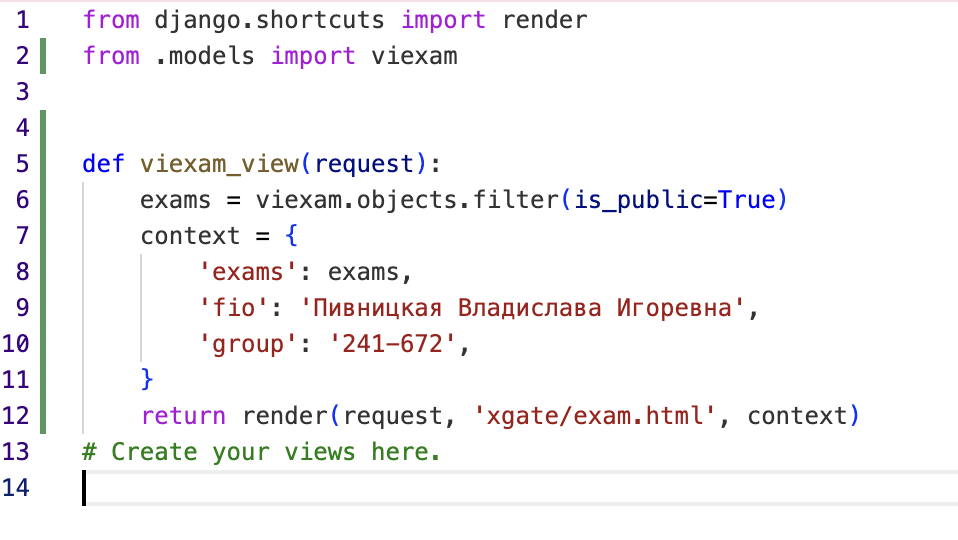 1 from django.shortcuts import render
2 from .models import viexam
3
4
5 def viexam_view(request):
6     exams = viexam.objects.filter(is_public=True)
7     context = {
8         'exams': exams,
9         'fio': 'Пивницкая Владислава Игоревна',
10         'group': '241-672',
11     }
12     return render(request, 'xgate/exam.html', context)
13 # Create your views here.
14